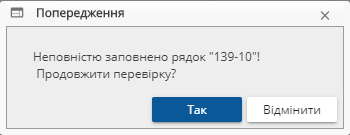 Попередження
Неповністю заповнено рядок "139-10"!
Продовжити перевірку?
Так
Відмінити